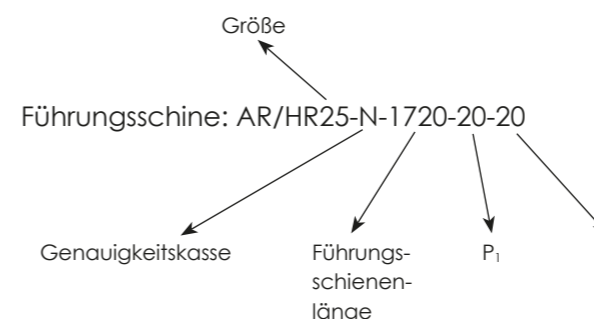 Größe
Führungsschine: AR/HR25-N-1720-20-20
Genauigkeitskasse
Führungs-
schienen-
länge
P₁